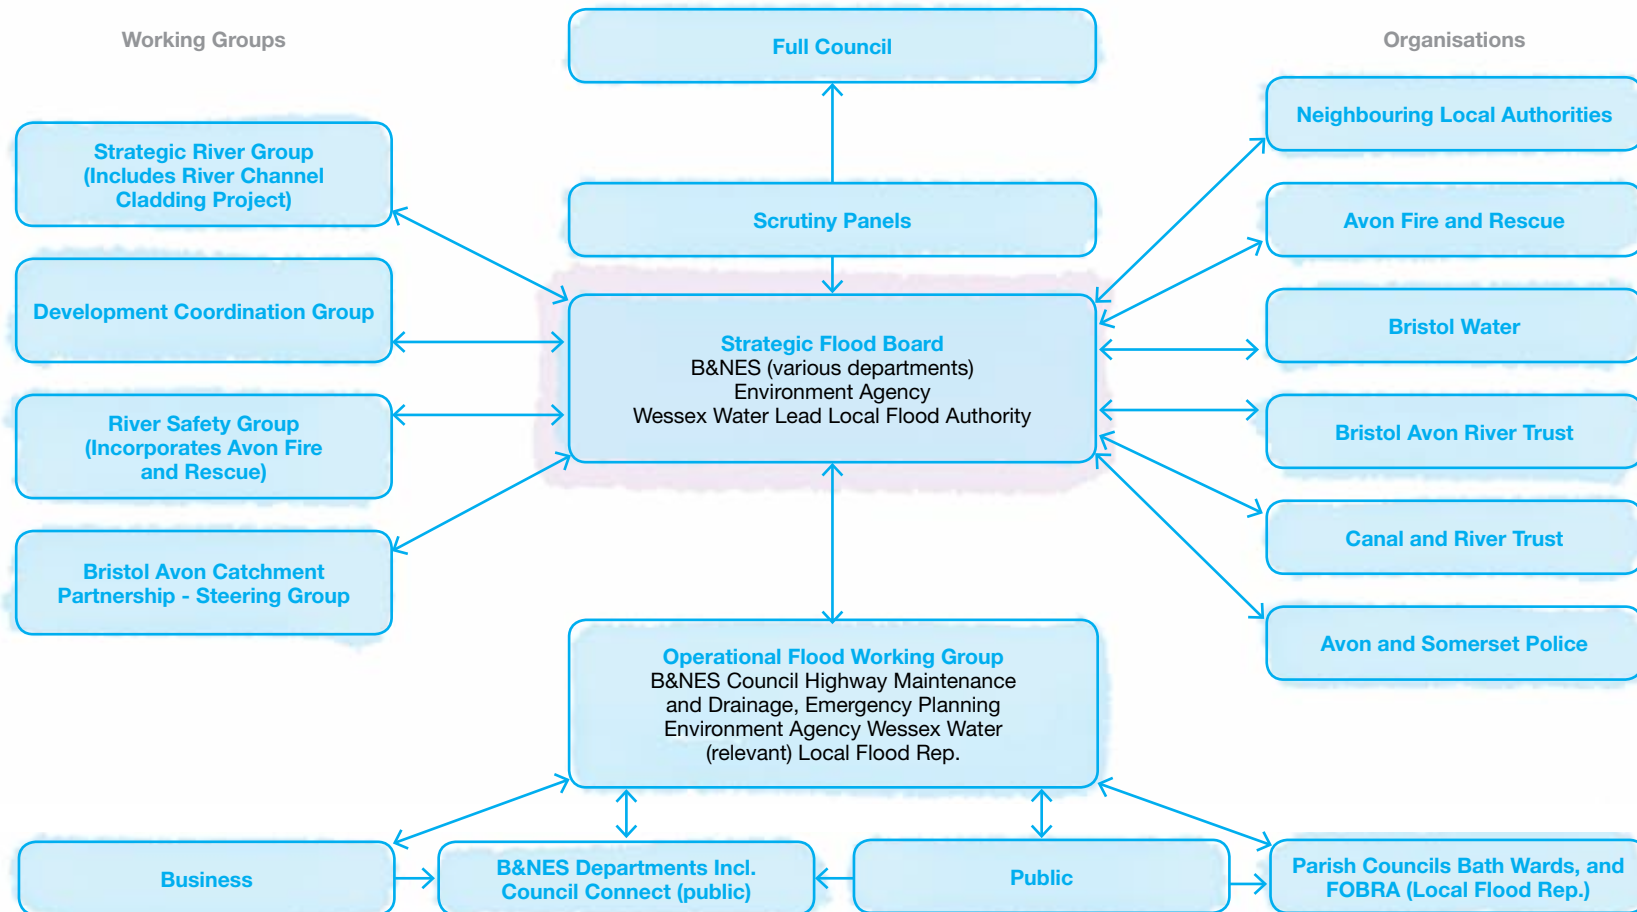 Working Groups
Full Council
Organisations
Strategic River Group
(Includes River Channel
Cladding Project)
Development Coordination Group
River Safety Group
(Incorporates Avon Fire
and Rescue)
Bristol Avon Catchment
Partnership - Steering Group
Scrutiny Panels
Strategic Flood Board
B&NES (various departments)
Environment Agency
Wessex Water Lead Local Flood Authority
Neighbouring Local Authorities
Avon Fire and Rescue
Bristol Water
Bristol Avon River Trust
Canal and River Trust
Avon and Somerset Police
Operational Flood Working Group
B&NES Council Highway Maintenance
and Drainage, Emergency Planning
Environment Agency Wessex Water
(relevant) Local Flood Rep.
Business
B&NES Departments Incl.
Council Connect (public)
Public
Parish Councils Bath Wards, and
FOBRA (Local Flood Rep.)